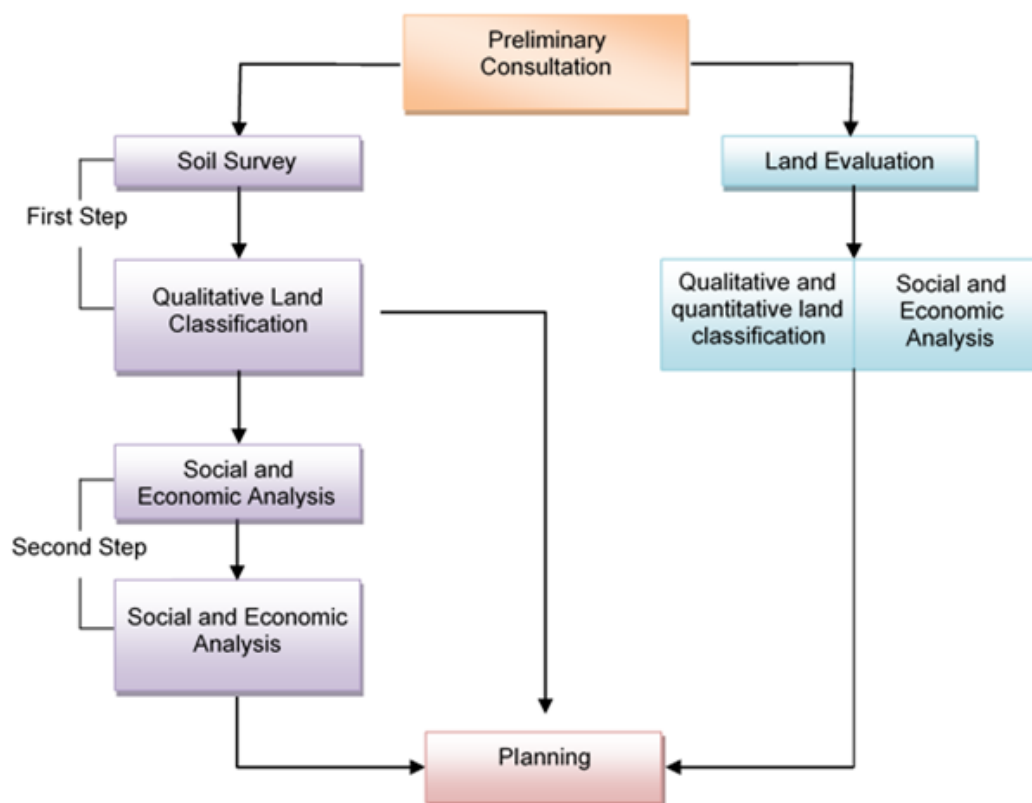 Preliminary
Consultation
Soil Survey
Land Evaluation
First Step
Qualitative Land
Classification
Qualitative and
quantitative land
classification
Social and
Economic
Analysis
Social and
Economic Analysis
Second Step
Social and Economic
Analysis
Planning